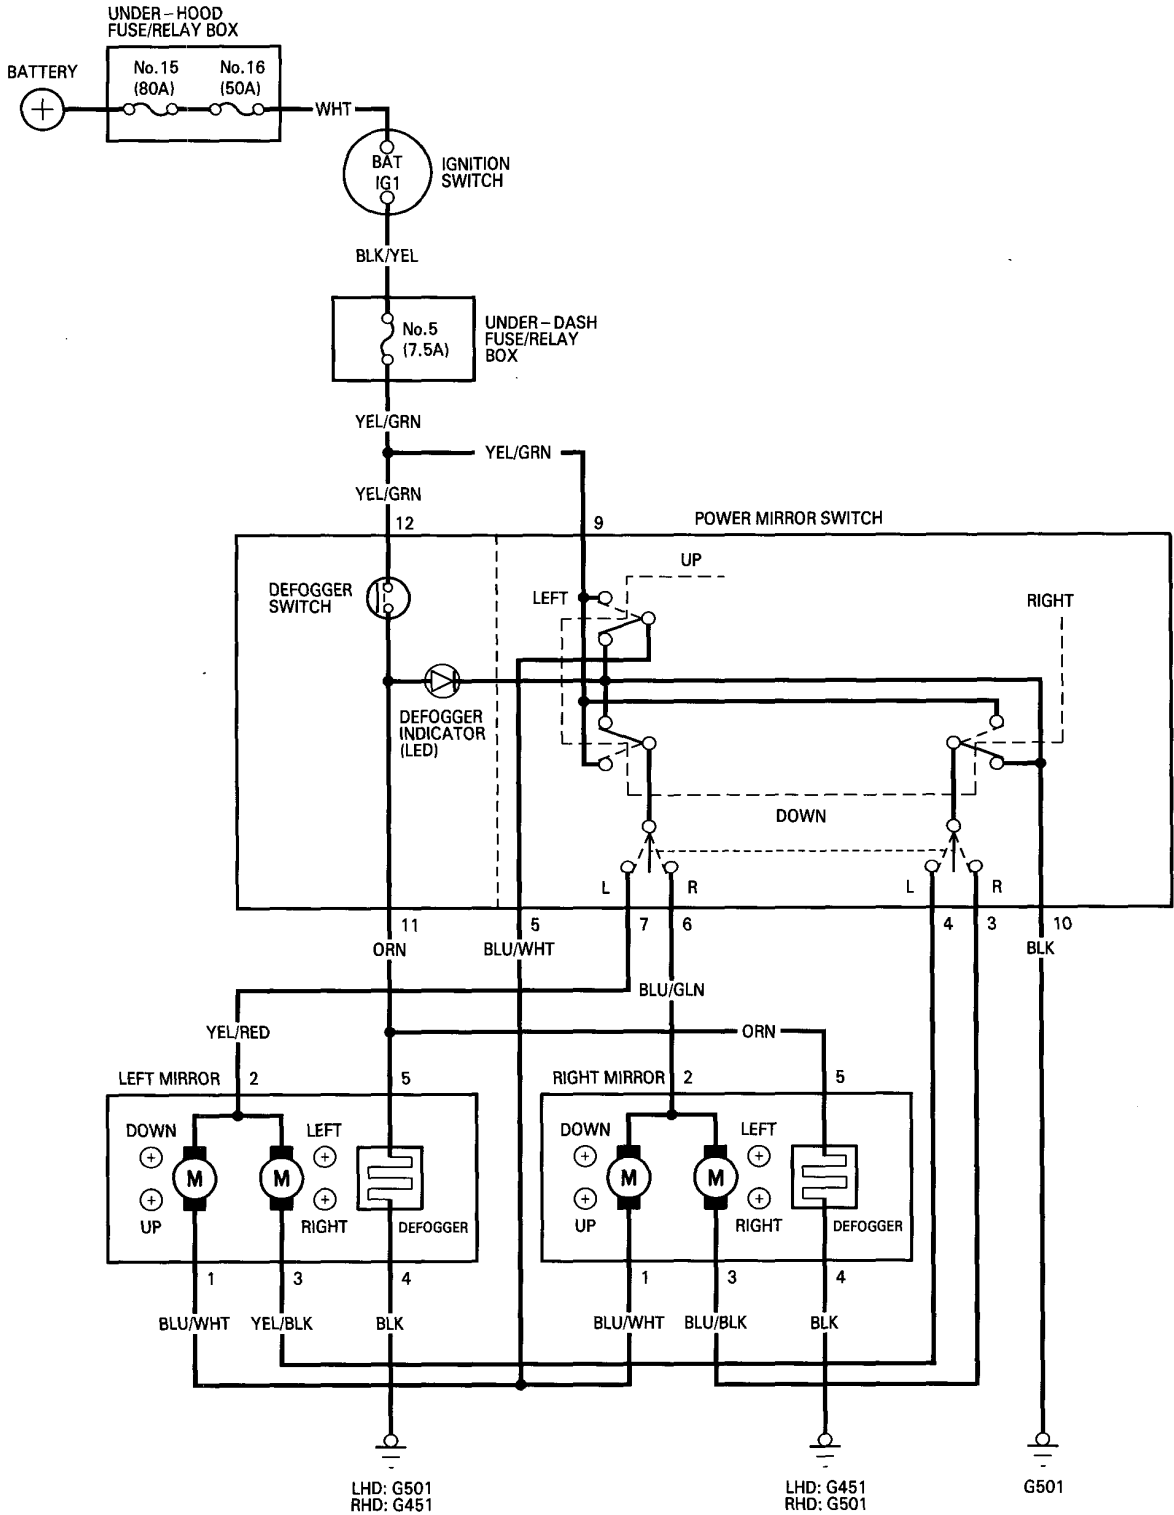 UNDER-HOOD
FUSE/RELAY BOX
BATTERY
No.15
(80A)
No.16
(50A)
WHT
BAT
IG1
IGNITION
SWITCH
BLK/YEL
No.5
(7.5A)
UNDER-DASH
FUSE/RELAY
BOX
YEL/GRN
YEL/GRN
YEL/GRN
12
9
POWER MIRROR SWITCH
DEFOGGER
SWITCH
UP
LEFT
RIGHT
DEFOGGER
INDICATOR
(LED)
DOWN
L
R
L
R
11
5
7
6
4
3
10
ORN
BLU/WHT
BLK
BLU/GLN
YEL/RED
ORN
LEFT MIRROR
2
5
RIGHT MIRROR
2
5
DOWN
LEFT
M
M
UP
RIGHT
DEFOGGER
DOWN
LEFT
M
M
UP
RIGHT
DEFOGGER
1
3
4
1
3
4
BLU/WHT
YEL/BLK
BLK
BLU/WHT
BLU/BLK
BLK
LHD: G501
RHD: G451
LHD: G451
RHD: G501
G501